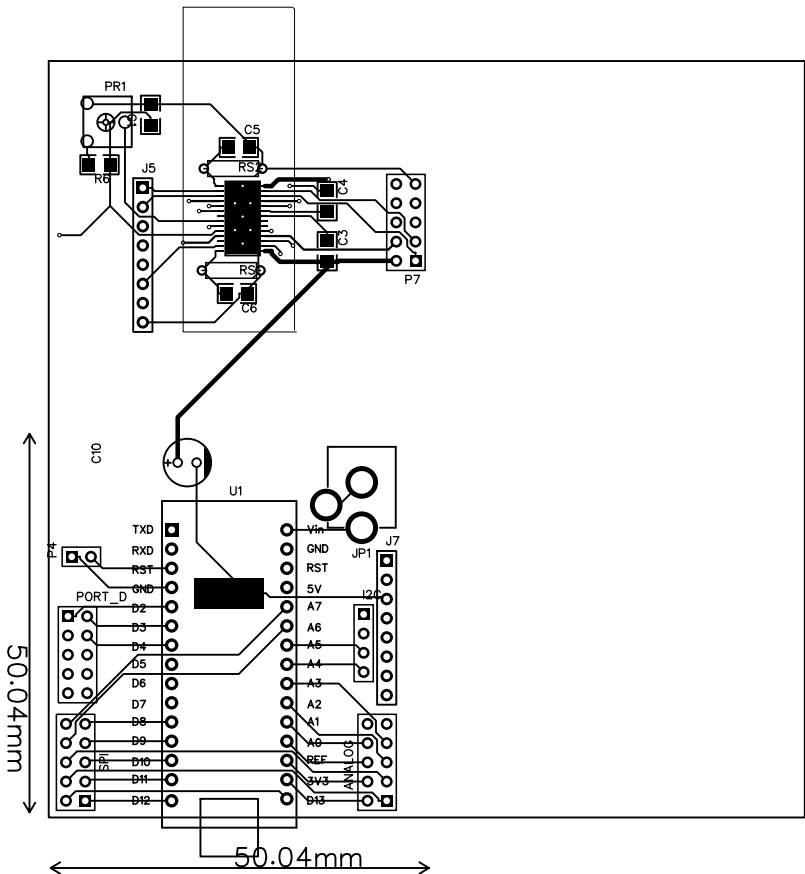 PR1
C5
J5
RS2
R6
C4
C3
P7
C6
C10
+
U1
TXD
Vin
RXD
GND
J7
JP1
P4
RST
RST
GND
5V
I2C
PORT_D
D2
A7
D3
A6
D4
A5
D5
A4
D6
A3
D7
A2
D8
A1
D9
A0
SPI
ANALOG
D10
REF
D11
3V3
D12
D13
50.04mm
50.04mm